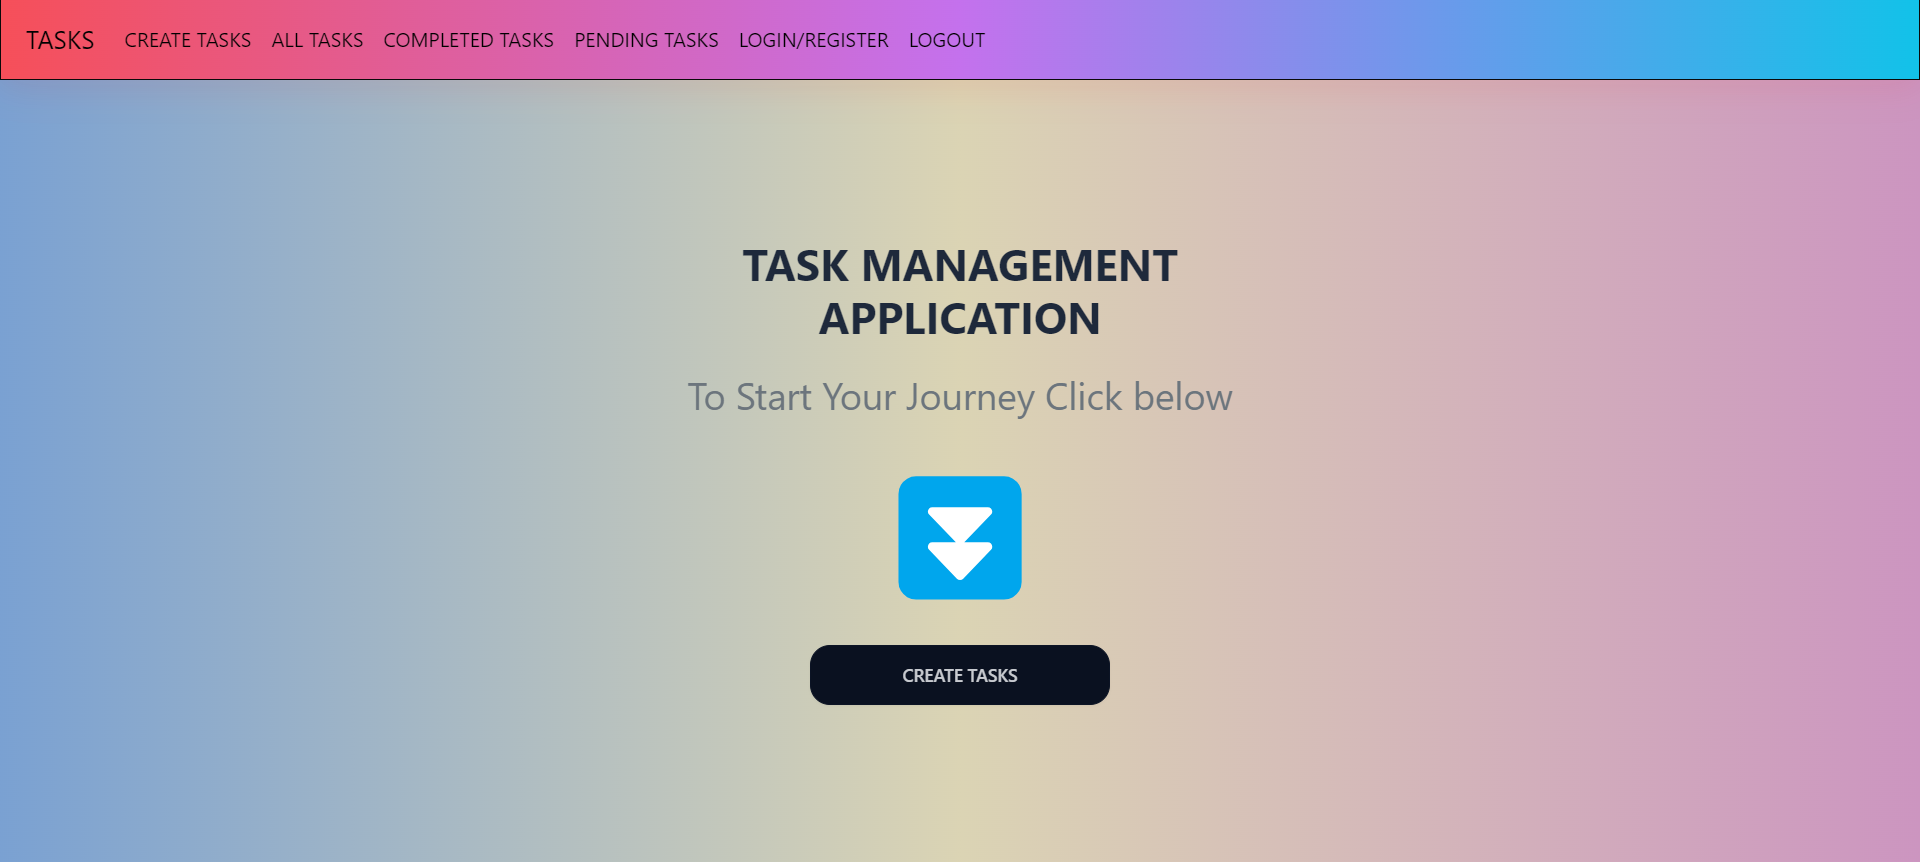 TASKS CREATE TASKS ALL TASKS COMPLETED TASKS PENDING TASKS LOGIN/REGISTER LOGOUT
TASK MANAGEMENT
APPLICATION
To Start Your Journey Click below
CREATE TASKS